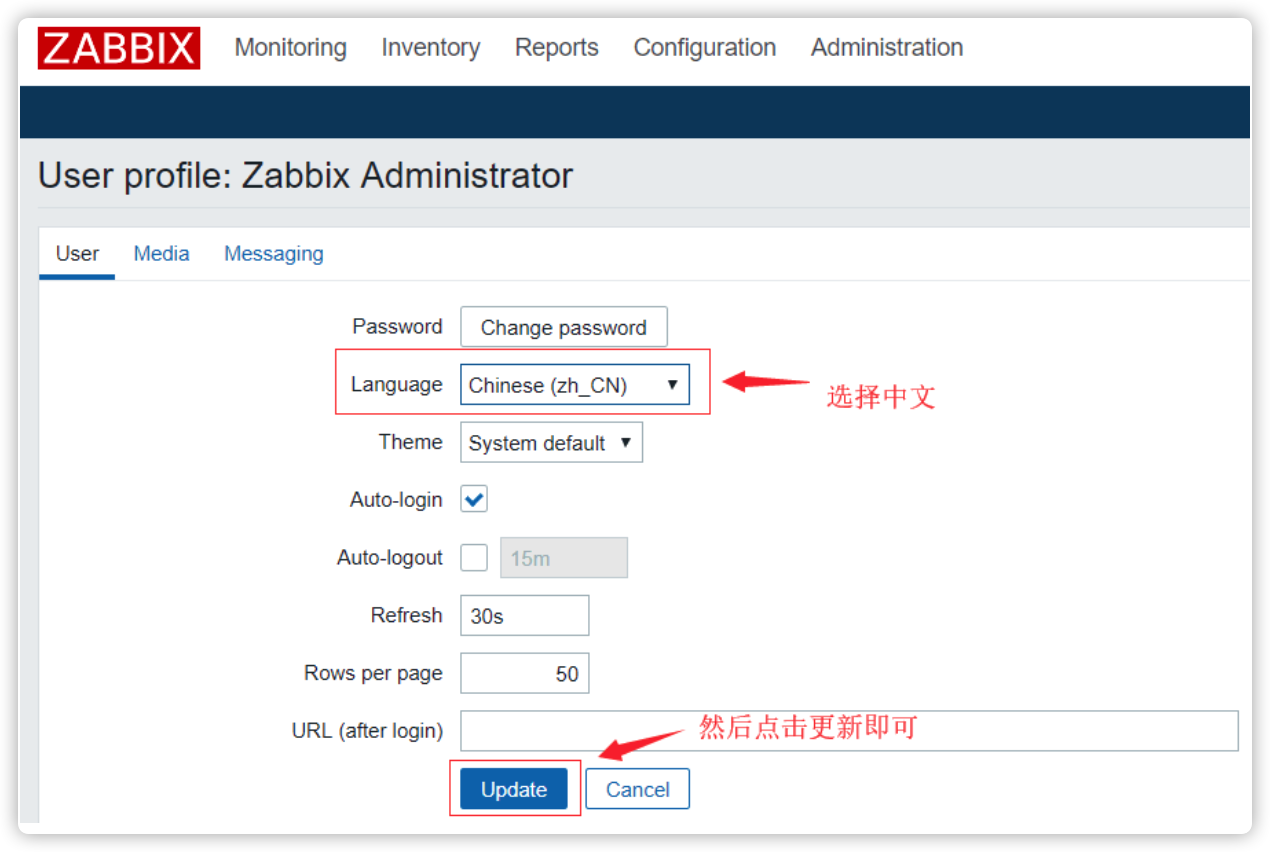 ZABBIX Monitoring Inventory Reports Configuration Administration
User profile: Zabbix Administrator
User Media Messaging
Password Change password
Language Chinese (zh_CN) 选择中文
Theme System default
Auto-login
Auto-logout 15m
Refresh 30s
Rows per page 50
URL (after login) 然后点击更新即可
Update Cancel